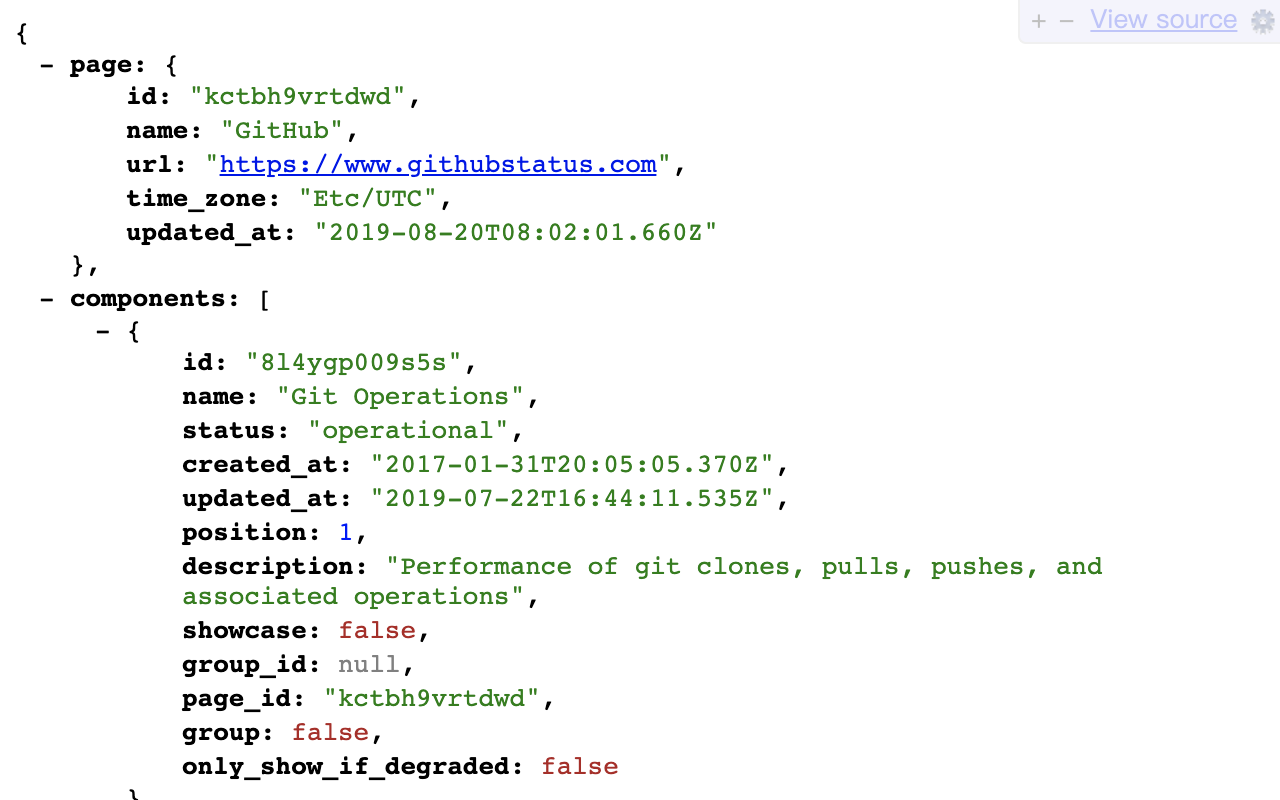 + − View source
{
− page: {
id: "kctbh9vrtdwd",
name: "GitHub",
url: "https://www.githubstatus.com",
time_zone: "Etc/UTC",
updated_at: "2019-08-20T08:02:01.660Z"
},
− components: [
− {
id: "8l4ygp009s5s",
name: "Git Operations",
status: "operational",
created_at: "2017-01-31T20:05:05.370Z",
updated_at: "2019-07-22T16:44:11.535Z",
position: 1,
description: "Performance of git clones, pulls, pushes, and
associated operations",
showcase: false,
group_id: null,
page_id: "kctbh9vrtdwd",
group: false,
only_show_if_degraded: false
}